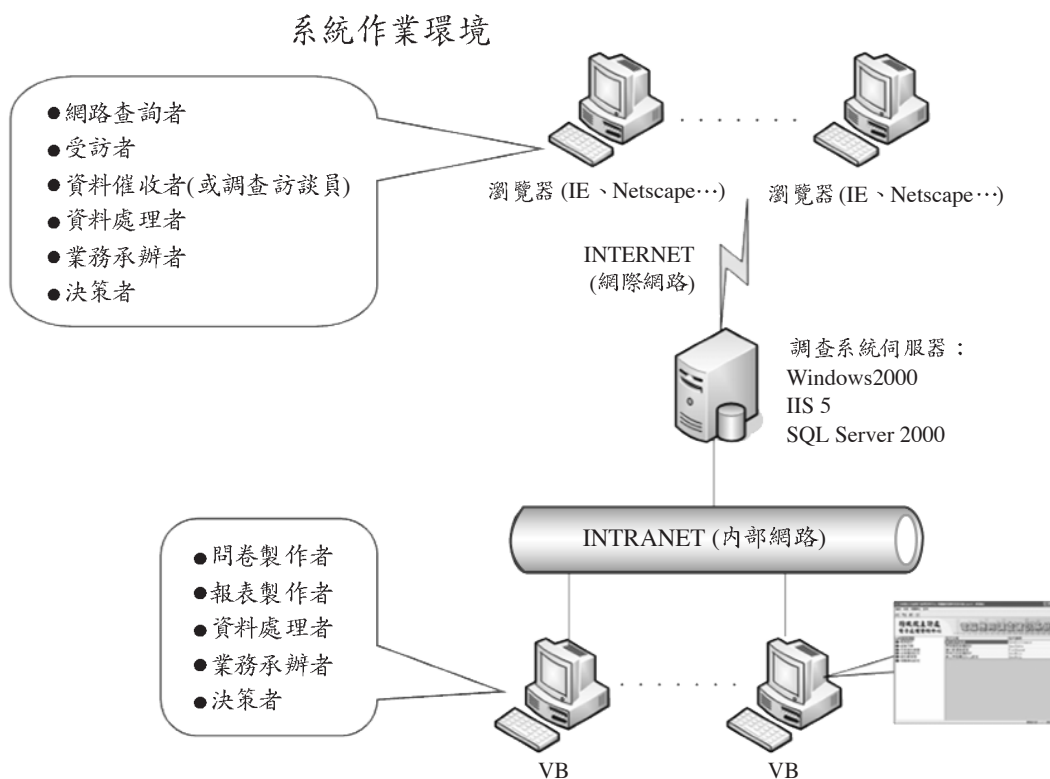 系統作業環境
●網路查詢者
●受訪者
●資料催收者(或調查訪談員)
●資料處理者
●業務承辦者
●決策者
瀏覽器(IE、Netscape…)
瀏覽器(IE、Netscape…)
INTERNET
(網際網路)
調查系統伺服器：
Windows2000
IIS 5
SQL Server 2000
INTRANET (內部網路)
●問卷製作者
●報表製作者
●資料處理者
●業務承辦者
●決策者
VB
VB